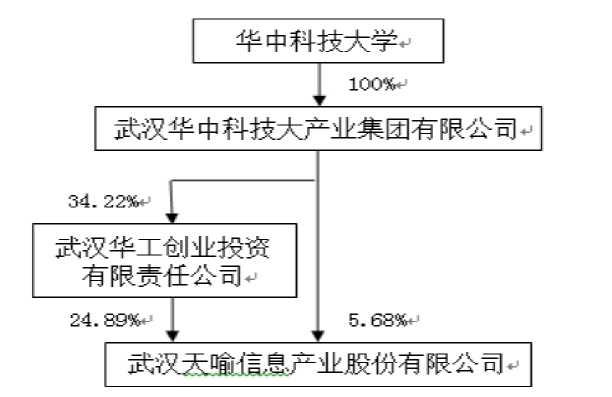 华中科技大学
100%
武汉华中科技大产业集团有限公司
34.22%
武汉华工创业投资
有限责任公司
24.89%
5.68%
武汉天喻信息产业股份有限公司